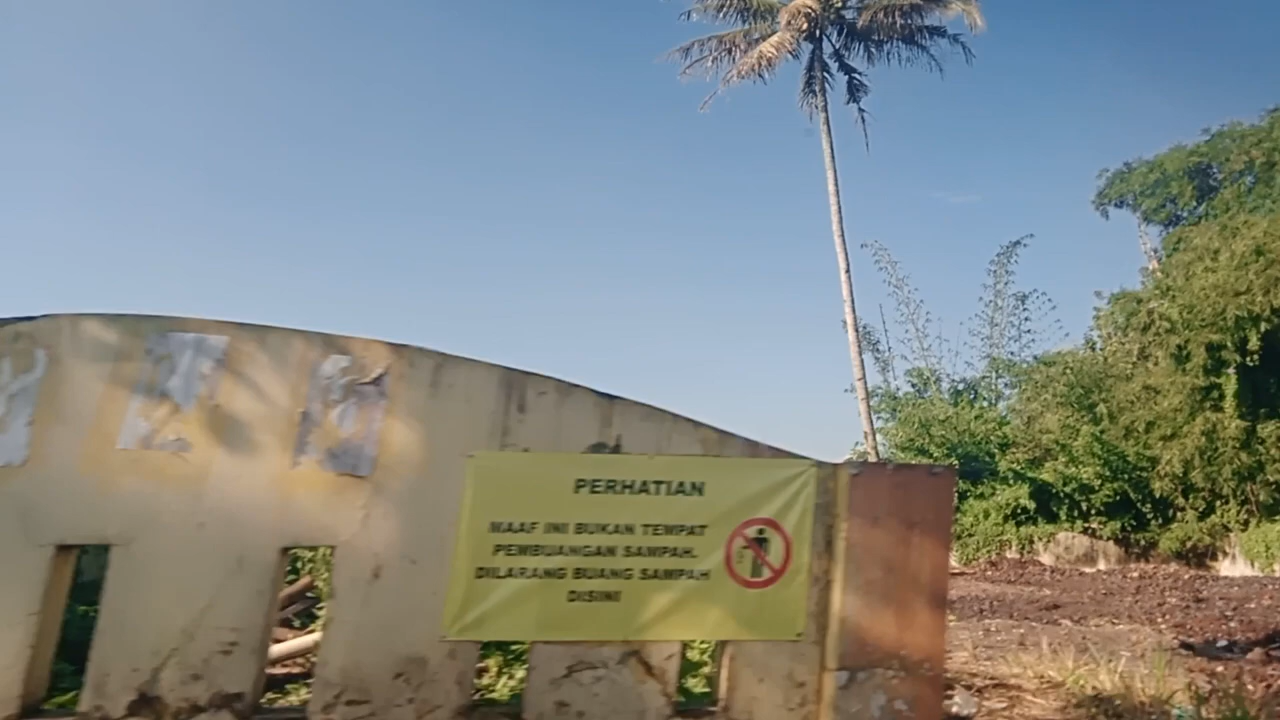 PERHATIAN
MAAF INI BUKAN TEMPAT
PEMBUANGAN SAMPAH.
DILARANG BUANG SAMPAH
DISINI